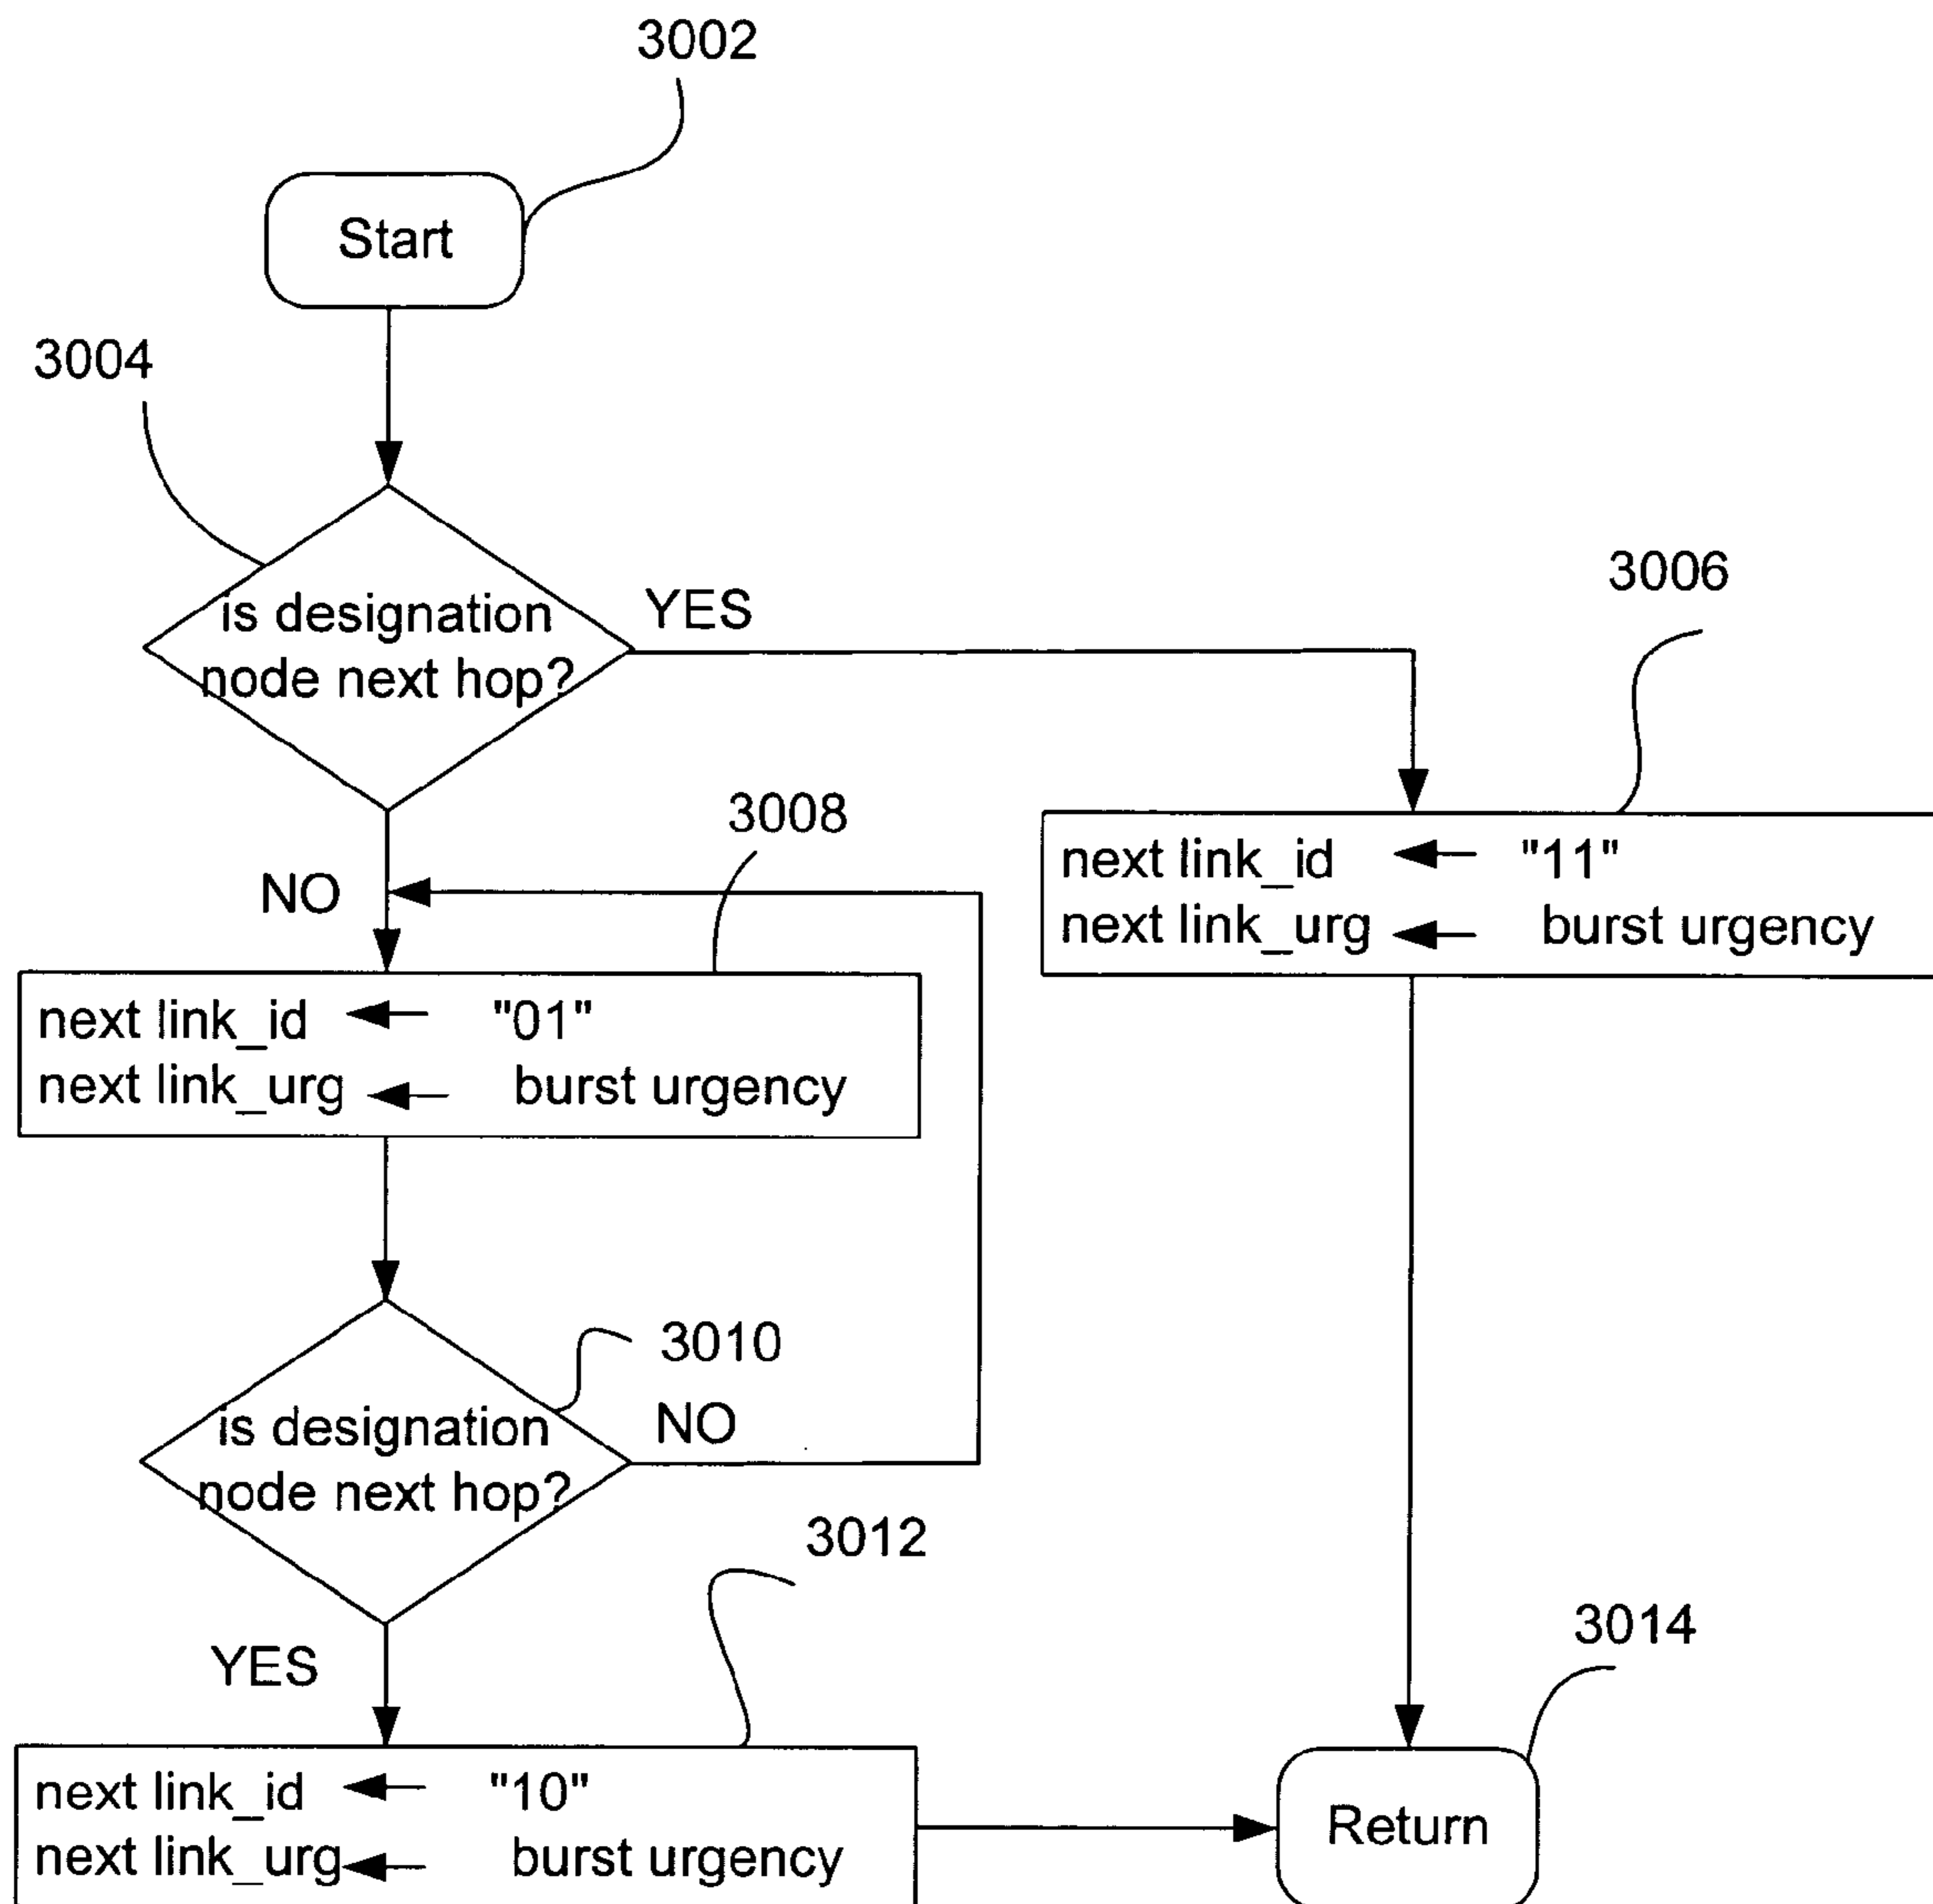 3002
Start
3004
is designation
node next hop?
YES
3006
NO
3008
next link_id ← "11"
next link_urg ← burst urgency
next link_id ← "01"
next link_urg ← burst urgency
3010
is designation
node next hop?
NO
3012
YES
3014
next link_id ← "10"
next link_urg ← burst urgency
Return